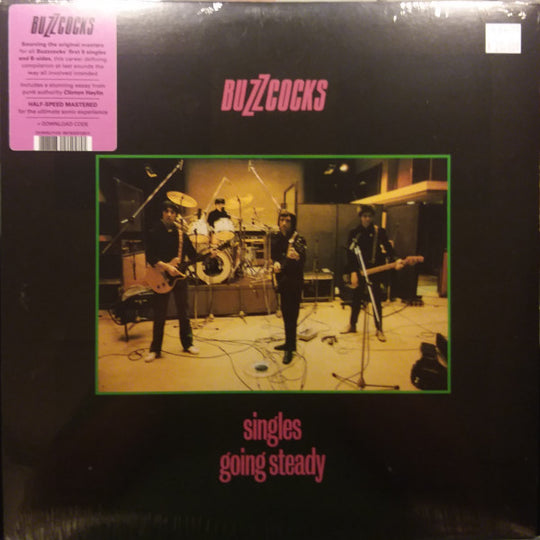 BUZZCOCKS
Sourcing the original masters
for all Buzzcocks' first 8 singles
and B-sides, this career defining
compilation at last sounds the
way all involved intended
Includes a stunning essay from
punk authority Clinton Heylin
HALF-SPEED MASTERED
for the ultimate sonic experience
+ DOWNLOAD CODE
BUZZCOCKS
singles
going steady